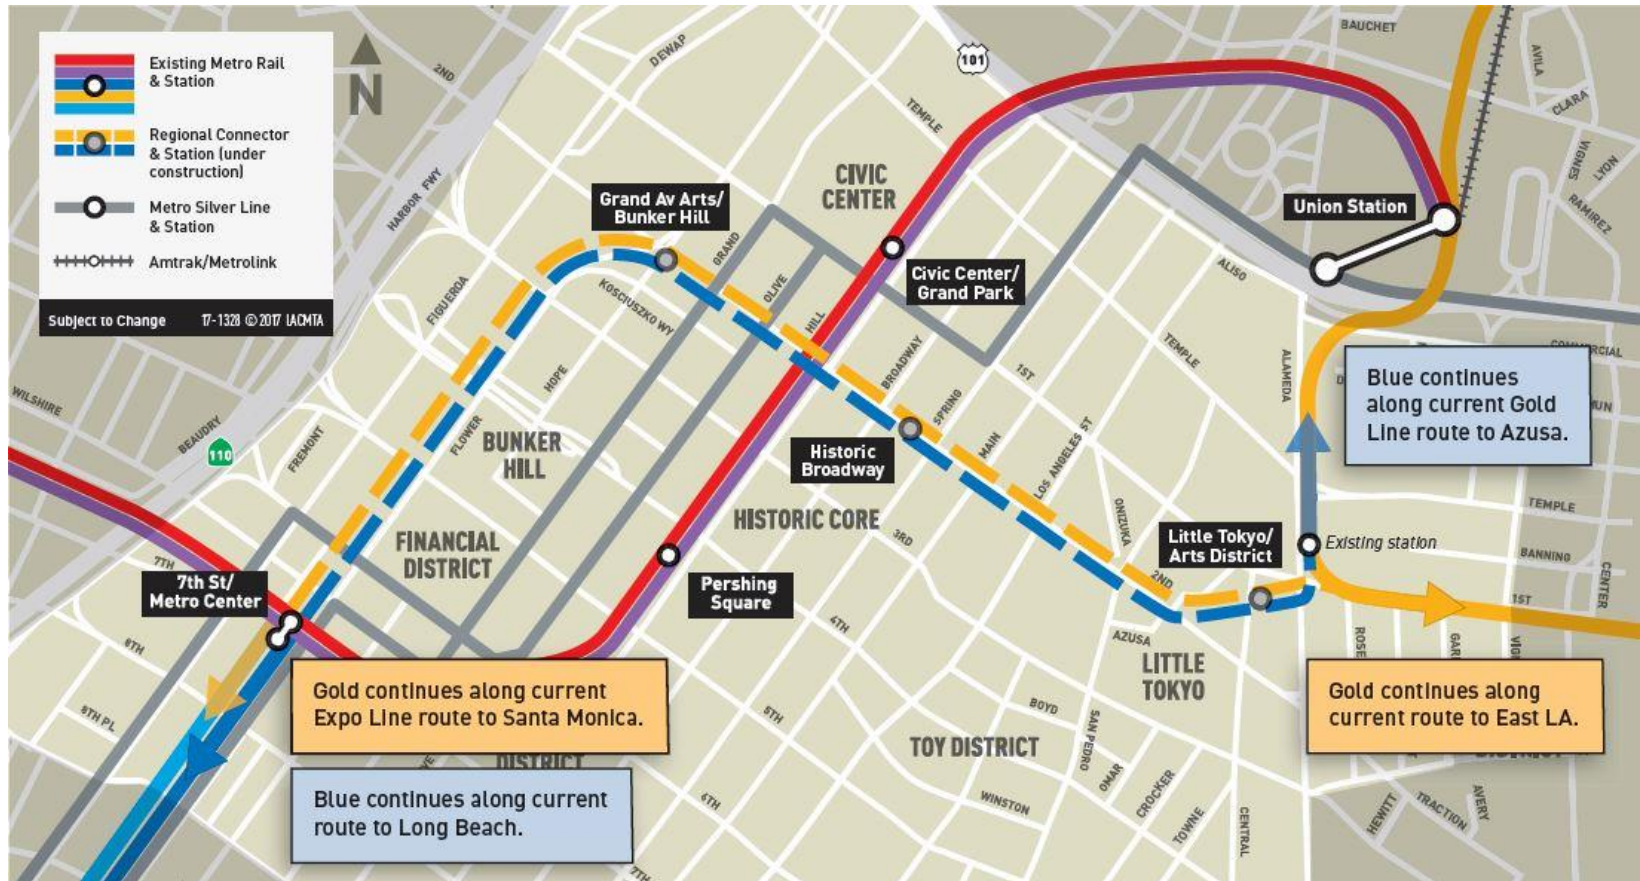 Existing Metro Rail
& Station
Regional Connector
& Station (under
construction)
Metro Silver Line
& Station
Amtrak/Metrolink
Subject to Change 17-1328 © 2017 LACMTA
N
2ND
DEWAP
HARBOR FWY
101
BAUCHET
AVILA
CLARA
VIGNES
LYON
RAMIREZ
TEMPLE
CIVIC
CENTER
Grand Av Arts/
Bunker Hill
Union Station
GRAND
OLIVE
HILL
Civic Center/
Grand Park
ALISO
FIGUEROA
KOSCIUSZKO WY
HOPE
FLOWER
BROADWAY
SPRING
1ST
TEMPLE
ALAMEDA
COMMERCIAL
D
MUN
Blue continues
along current Gold
Line route to Azusa.
WILSHIRE
BEAUDRY
110
FREMONT
BUNKER
HILL
Historic
Broadway
MAIN
LOS ANGELES ST
ONIZUKA
HISTORIC CORE
3RD
TEMPLE
BANNING
CENTER
1ST
FINANCIAL
DISTRICT
Little Tokyo/
Arts District
Existing station
2ND
7TH
7th St/
Metro Center
Pershing
Square
4TH
AZUSA
ROSE
GAR
VIG
8TH
8TH PL
LITTLE
TOKYO
Gold continues along current
Expo Line route to Santa Monica.
Gold continues along
current route to East LA.
5TH
BOYD
SAN PEDRO
TOY DISTRICT
OMAR
CROCKER
TOWNE
CENTRAL
WINSTON
DISTRICT
DISTRICT
VE
Blue continues along current
route to Long Beach.
6TH
7TH
HEWITT
TRACTION
AVERY